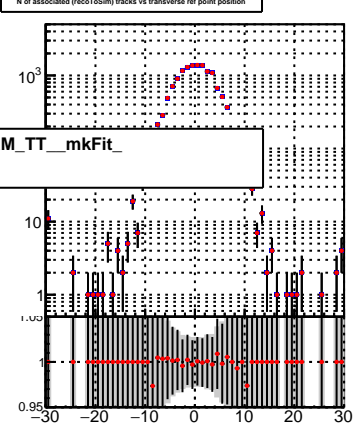 N of associated (recoToSim) tracks vs transverse ref point position
10³
M_TT__mkFit_
10
1
1.05
1
0.95
−30 −20 −10 0 10 20 30